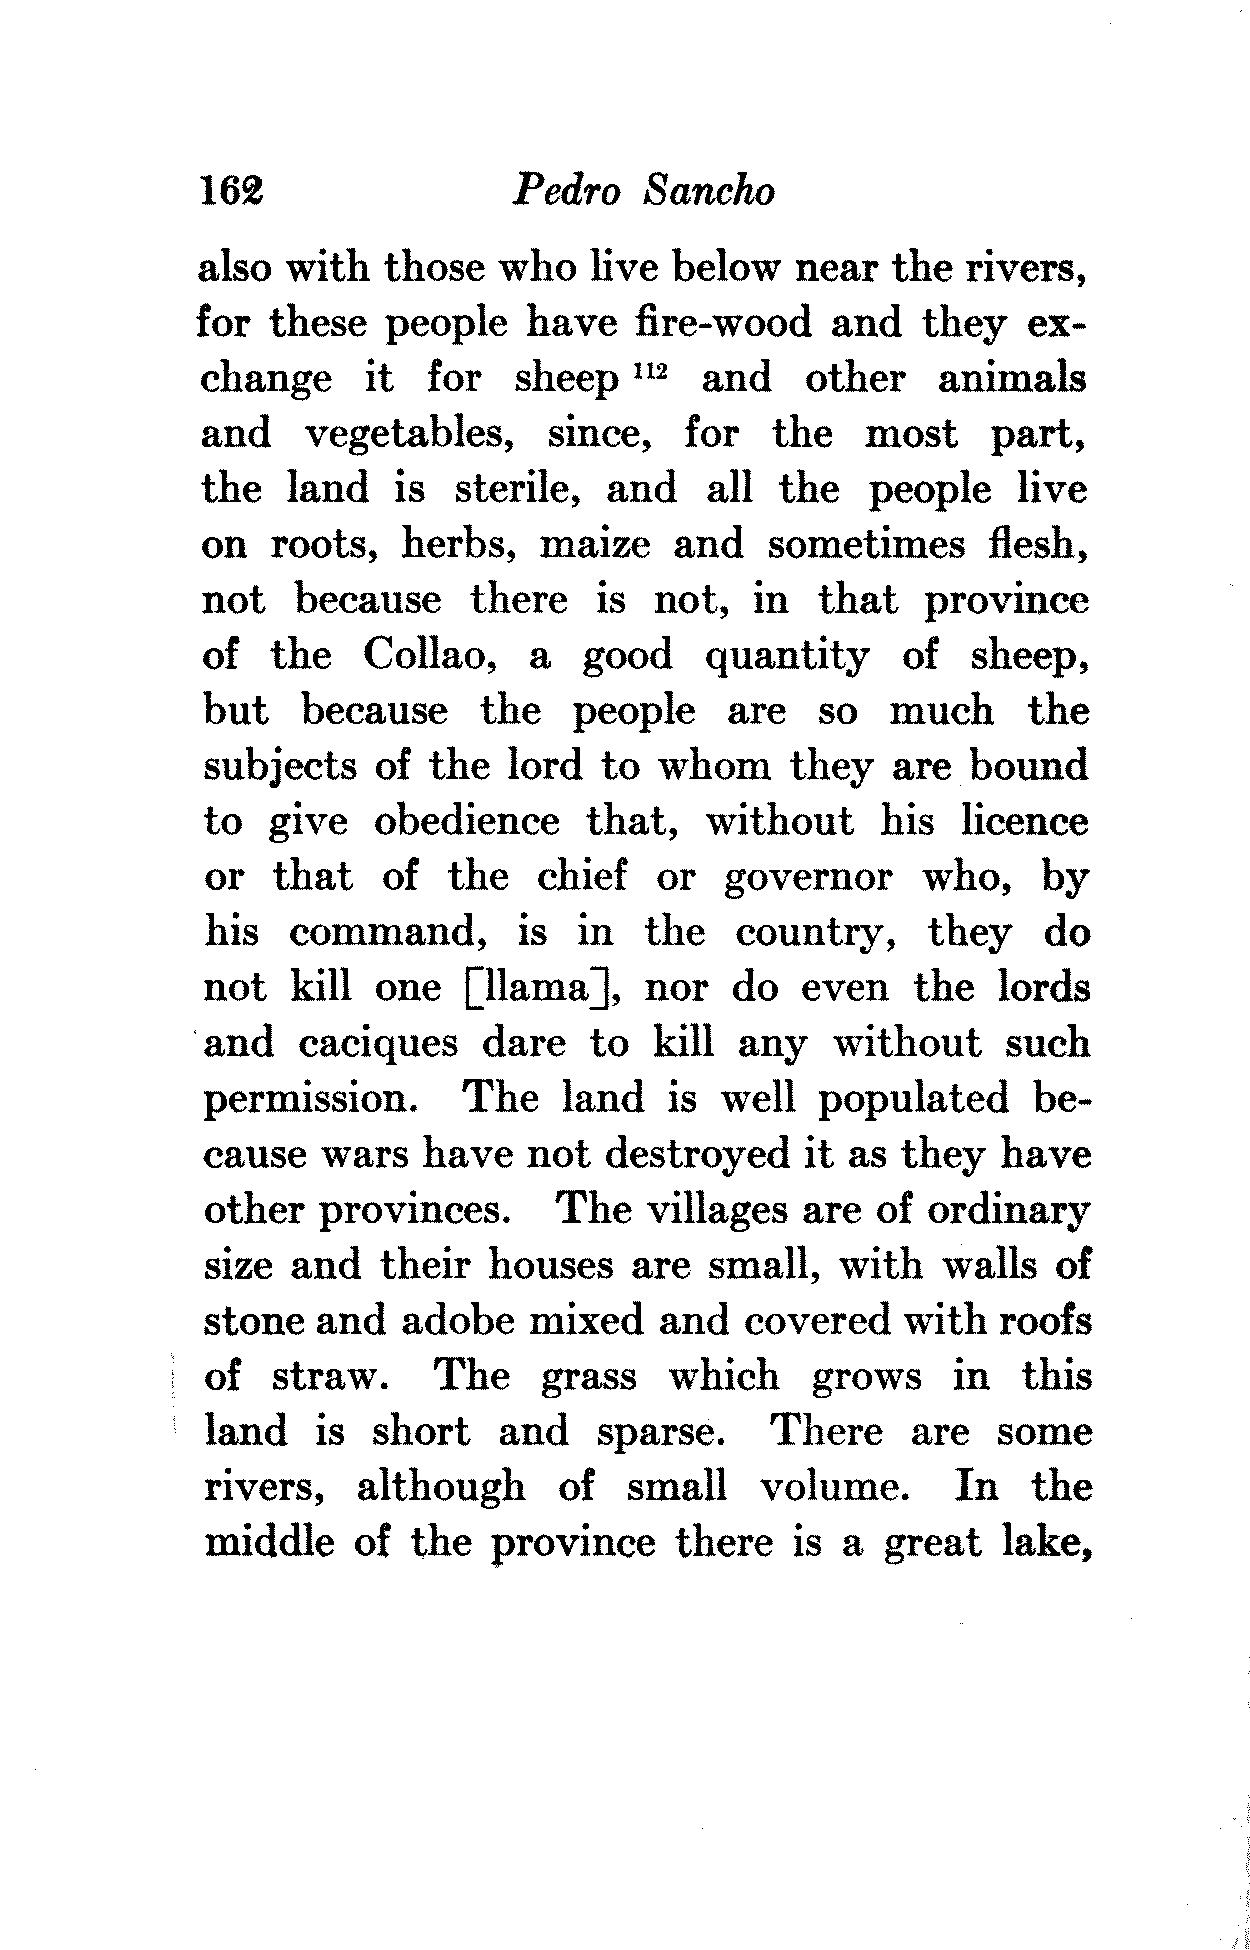 162 Pedro Sancho
also with those who live below near the rivers,
for these people have fire-wood and they ex-
change it for sheep 112 and other animals
and vegetables, since, for the most part,
the land is sterile, and all the people live
on roots, herbs, maize and sometimes flesh,
not because there is not, in that province
of the Collao, a good quantity of sheep,
but because the people are so much the
subjects of the lord to whom they are bound
to give obedience that, without his licence
or that of the chief or governor who, by
his command, is in the country, they do
not kill one [llama], nor do even the lords
and caciques dare to kill any without such
permission. The land is well populated be-
cause wars have not destroyed it as they have
other provinces. The villages are of ordinary
size and their houses are small, with walls of
stone and adobe mixed and covered with roofs
of straw. The grass which grows in this
land is short and sparse. There are some
rivers, although of small volume. In the
middle of the province there is a great lake,